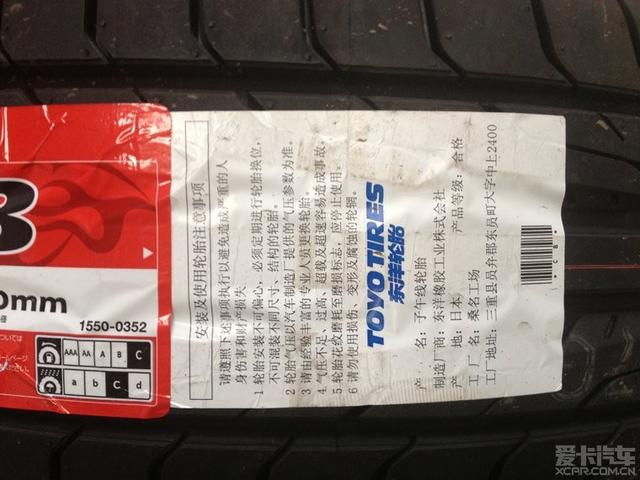 安装及使用轮胎注意事项
请遵照下述事项执行以避免造成严重的人
身伤害和财产损失
1 轮胎安装不可偏心，必须定期进行轮胎换位，
不可混装不同尺寸、结构的轮胎。
2 轮胎气压以汽车制造厂提供的气压参数为准。
3 请由经验丰富的专业人员更换轮胎。
4 气压不足、过高，超载及超速容易造成事故。
5 轮胎花纹磨耗至磨损标志，应停止使用。
6 请勿使用损伤、变形及腐蚀的轮辋。
TOYO TIRES
东洋轮胎
产 名：子午线轮胎
制造厂商：东洋橡胶工业株式会社
产 地：日本 产品等级：合格
工厂名：桑名工场
工厂地址：三重县员弁郡东员町大字中上2400
0mm
1550-0352
AAA AA A B C
a b c d
爱卡汽车
XCAR.COM.CN